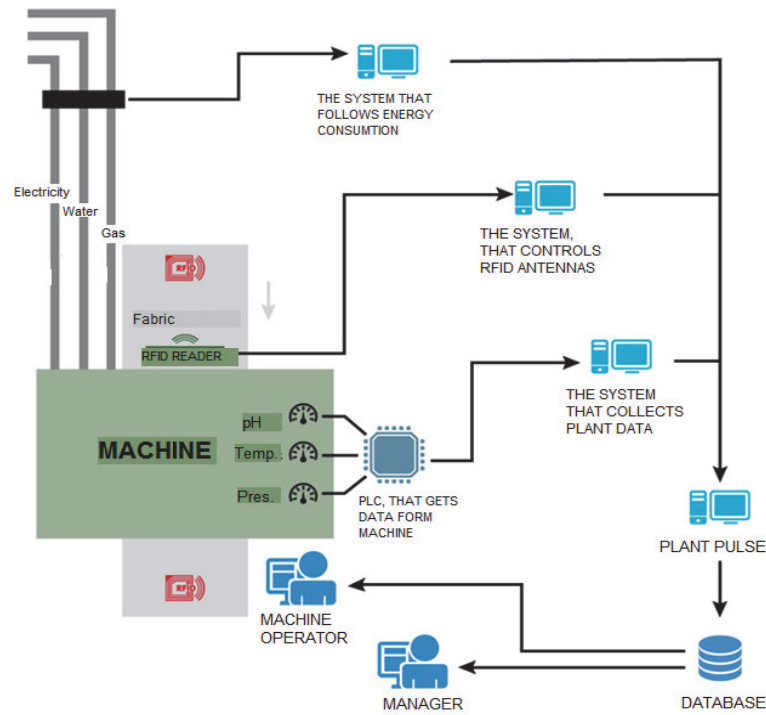 THE SYSTEM THAT
FOLLOWS ENERGY
CONSUMTION
Electricity
Water
Gas
THE SYSTEM,
THAT CONTROLS
RFID ANTENNAS
Fabric
RFID READER
THE SYSTEM
THAT COLLECTS
PLANT DATA
MACHINE
pH
Temp.:
Pres.
PLC, THAT GETS
DATA FORM
MACHINE
PLANT PULSE
MACHINE
OPERATOR
MANAGER
DATABASE